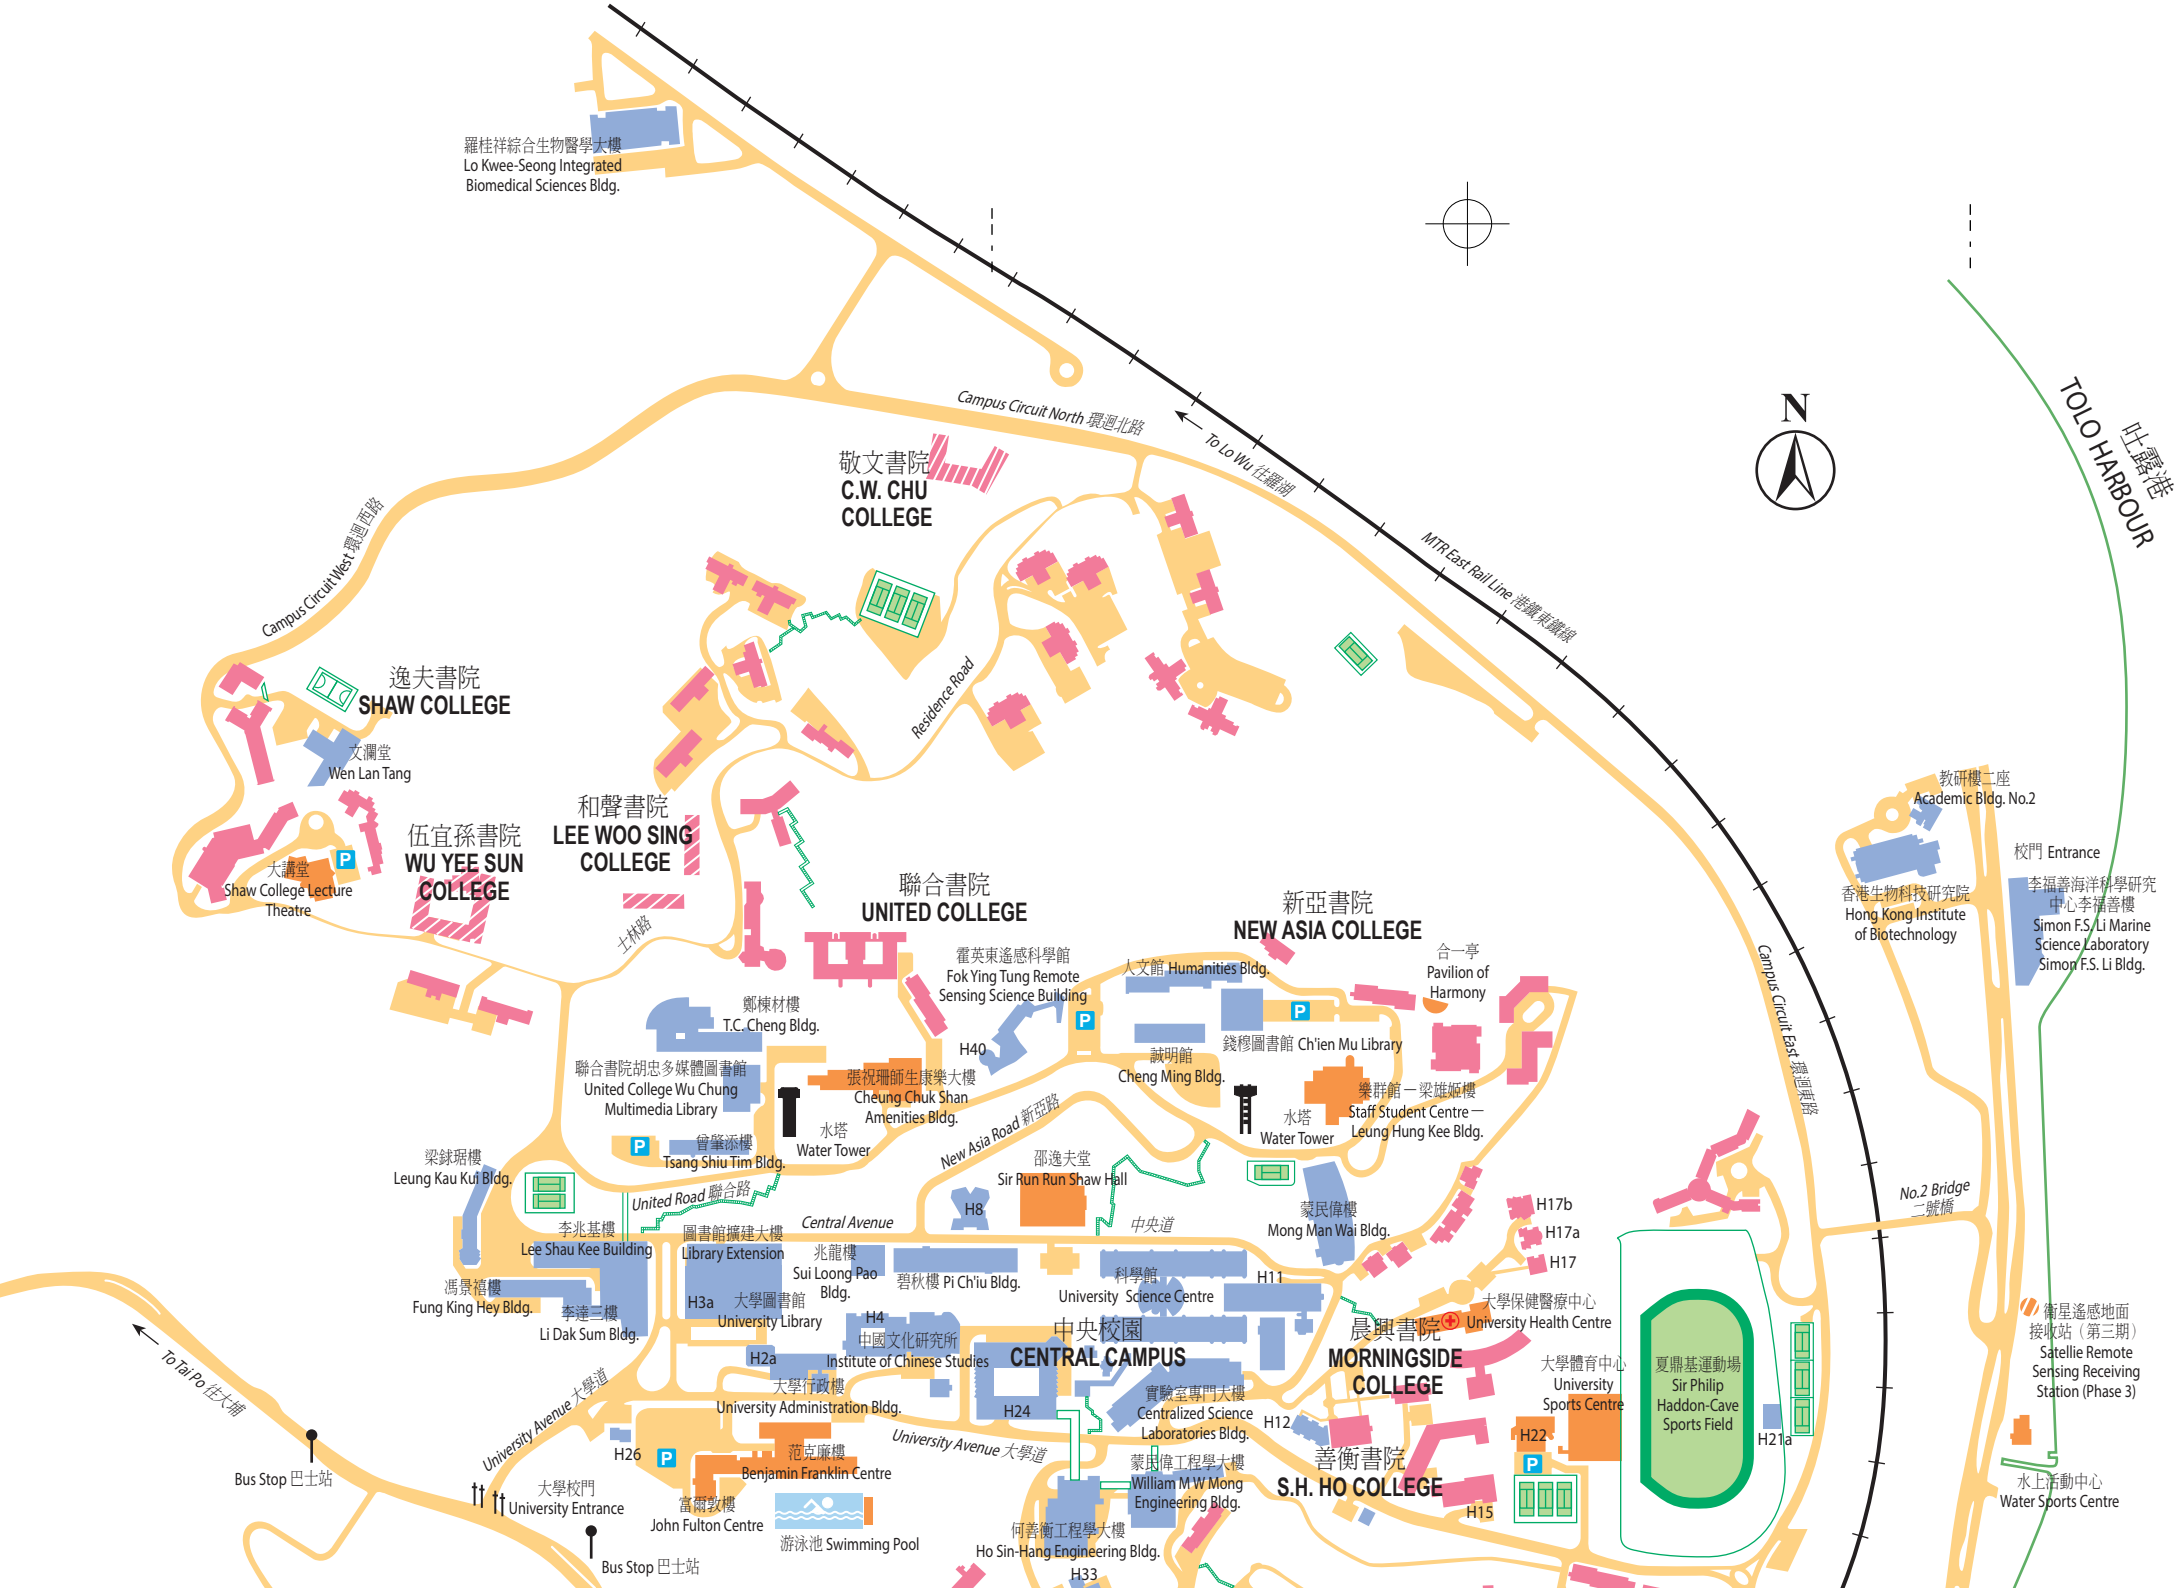 羅桂祥綜合生物醫學大樓
Lo Kwee-Seong Integrated
Biomedical Sciences Bldg.
N
吐露港
TOLO HARBOUR
Campus Circuit North 環迴北路
To Lo Wu 往羅湖
MTR East Rail Line 港鐵東鐵線
敬文書院
C.W. CHU
COLLEGE
Campus Circuit West 環迴西路
逸夫書院
SHAW COLLEGE
文瀾堂
Wen Lan Tang
Residence Road
和聲書院
LEE WOO SING
COLLEGE
伍宜孫書院
WU YEE SUN
COLLEGE
P
大講堂
Shaw College Lecture
Theatre
士林路
聯合書院
UNITED COLLEGE
新亞書院
NEW ASIA COLLEGE
教研樓二座
Academic Bldg. No.2
校門 Entrance
香港生物科技研究院
Hong Kong Institute
of Biotechnology
李福善海洋科學研究
中心李福善樓
Simon F.S. Li Marine
Science Laboratory
Simon F.S. Li Bldg.
霍英東遙感科學館
Fok Ying Tung Remote
Sensing Science Building
人文館 Humanities Bldg.
合一亭
Pavilion of
Harmony
Campus Circuit East 環迴東路
鄭棟材樓
T.C. Cheng Bldg.
P
P
H40
誠明館
Cheng Ming Bldg.
錢穆圖書館 Ch'ien Mu Library
聯合書院胡忠多媒體圖書館
United College Wu Chung
Multimedia Library
張祝珊師生康樂大樓
Cheung Chuk Shan
Amenities Bldg.
樂群館－梁雄姬樓
Staff Student Centre－
Leung Hung Kee Bldg.
水塔
Water Tower
水塔
Water Tower
P
曾肇添樓
Tsang Shiu Tim Bldg.
New Asia Road 新亞路
梁銶琚樓
Leung Kau Kui Bldg.
United Road 聯合路
邵逸夫堂
Sir Run Run Shaw Hall
H8
Central Avenue
中央道
蒙民偉樓
Mong Man Wai Bldg.
H17b
H17a
H17
No.2 Bridge
二號橋
李兆基樓
Lee Shau Kee Building
圖書館擴建大樓
Library Extension
兆龍樓
Sui Loong Pao
Bldg.
碧秋樓 Pi Ch'iu Bldg.
科學館
University Science Centre
H11
馮景禧樓
Fung King Hey Bldg.
李達三樓
Li Dak Sum Bldg.
H3a
大學圖書館
University Library
H4
中國文化研究所
Institute of Chinese Studies
中央校園
CENTRAL CAMPUS
大學保健醫療中心
University Health Centre
晨興書院
MORNINGSIDE
COLLEGE
衞星遙感地面
接收站（第三期）
Satellie Remote
Sensing Receiving
Station (Phase 3)
To Tai Po 往大埔
University Avenue 大學道
H2a
大學行政樓
University Administration Bldg.
H24
實驗室專門大樓
Centralized Science
Laboratories Bldg.
H12
大學體育中心
University
Sports Centre
夏鼎基運動場
Sir Philip
Haddon-Cave
Sports Field
H21a
H22
P
善衡書院
S.H. HO COLLEGE
H15
University Avenue 大學道
H26
P
范克廉樓
Benjamin Franklin Centre
蒙民偉工程學大樓
William M W Mong
Engineering Bldg.
Bus Stop 巴士站
大學校門
University Entrance
富爾敦樓
John Fulton Centre
游泳池 Swimming Pool
何善衡工程學大樓
Ho Sin-Hang Engineering Bldg.
H33
Bus Stop 巴士站
水上活動中心
Water Sports Centre